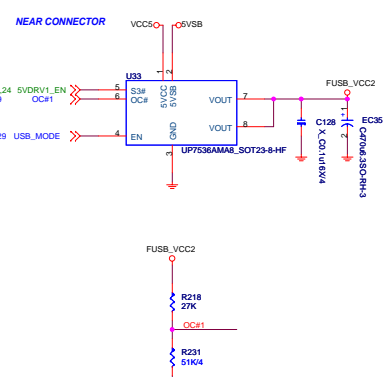 NEAR CONNECTOR
VCC5 5VSB
U33
,24 5VDRV1_EN 5 S3#
OC#1 6 OC#
29 USB_MODE 4 EN
1 5VCC
2 5VSB
3 GND
VOUT 7
VOUT 8
UP7536AMA8_SOT23-8-HF
FUSB_VCC2
C128
X_C0.1u16X/4
+ 1
2
EC35
C470u6.3SO-RH-3
FUSB_VCC2
R218
27K
OC#1
R231
51K/4